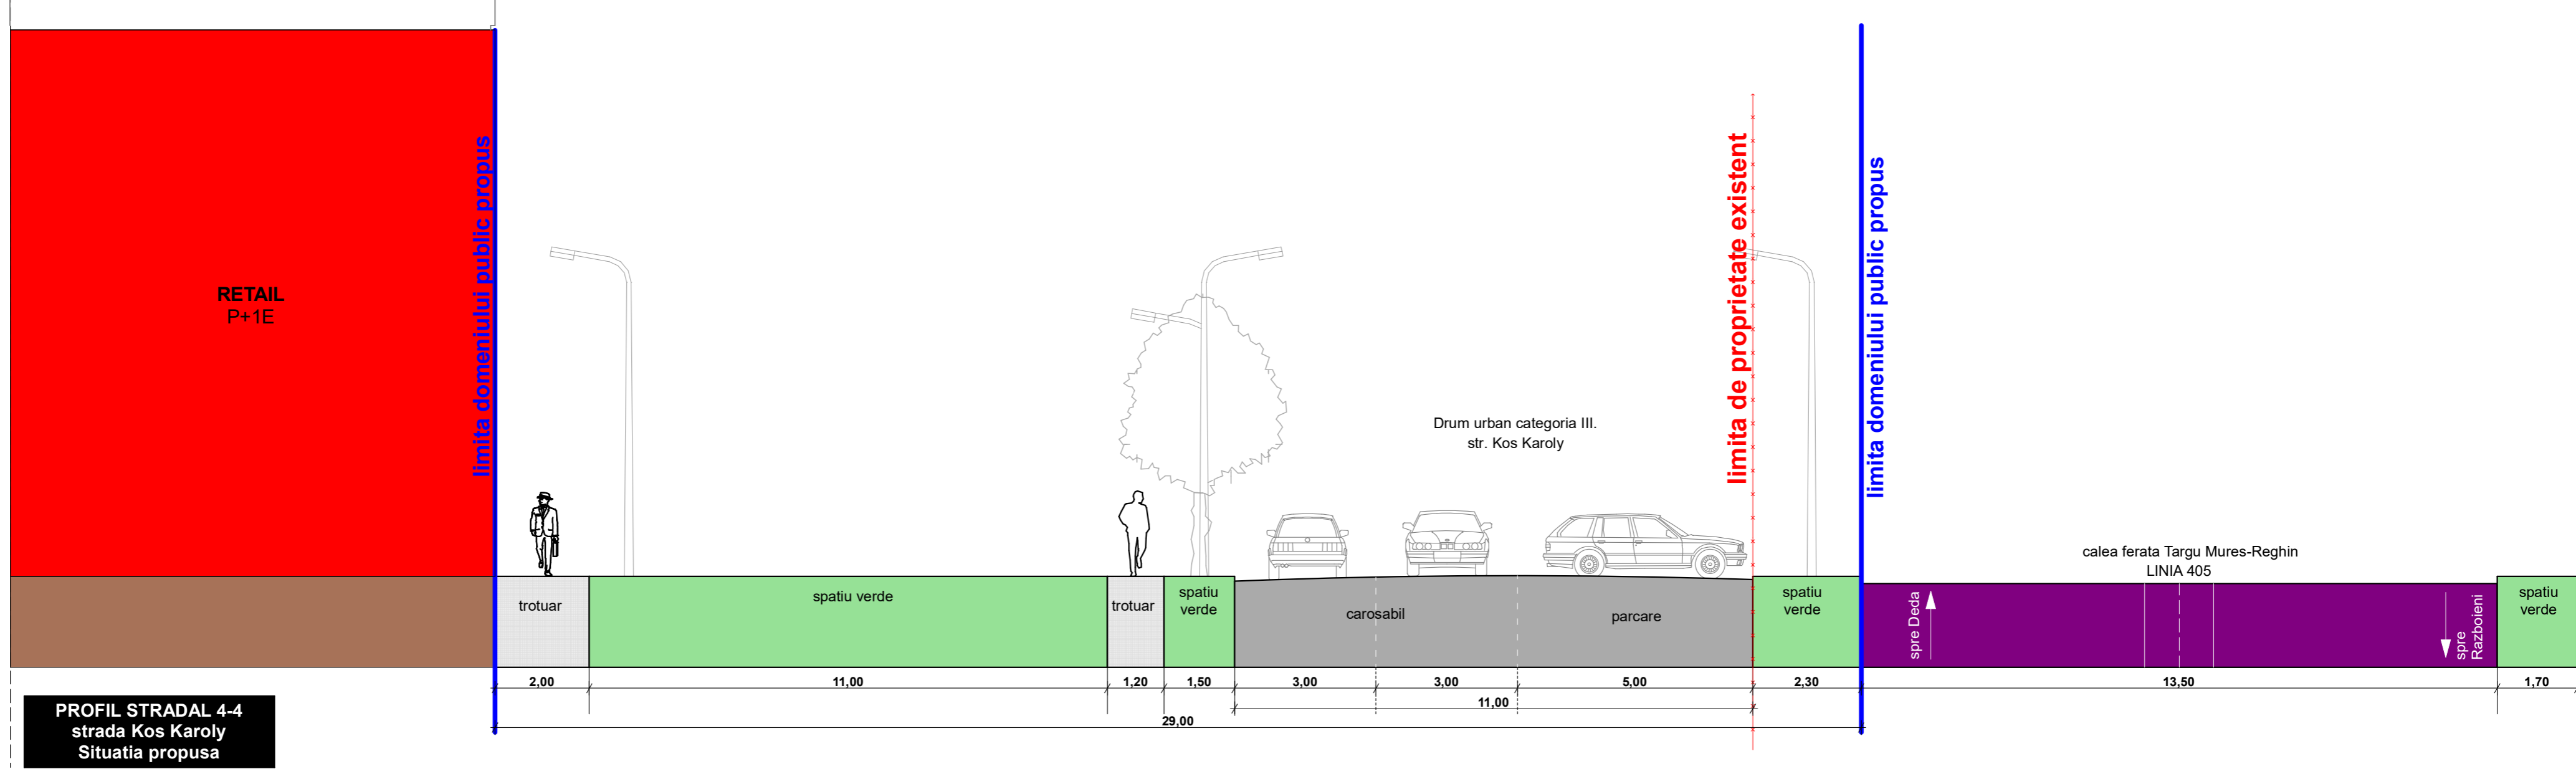 RETAIL
P+1E
limita domeniului public propus
limita de proprietate existent
limita domeniului public propus
Drum urban categoria III.
str. Kos Karoly
calea ferata Targu Mures-Reghin
LINIA 405
trotuar
spatiu verde
trotuar
spatiu
verde
carosabil
parcare
spatiu
verde
spre Deda
spre
Razboieni
spatiu
verde
2,00
11,00
1,20
1,50
3,00
3,00
5,00
2,30
13,50
1,70
11,00
29,00
PROFIL STRADAL 4-4
strada Kos Karoly
Situatia propusa